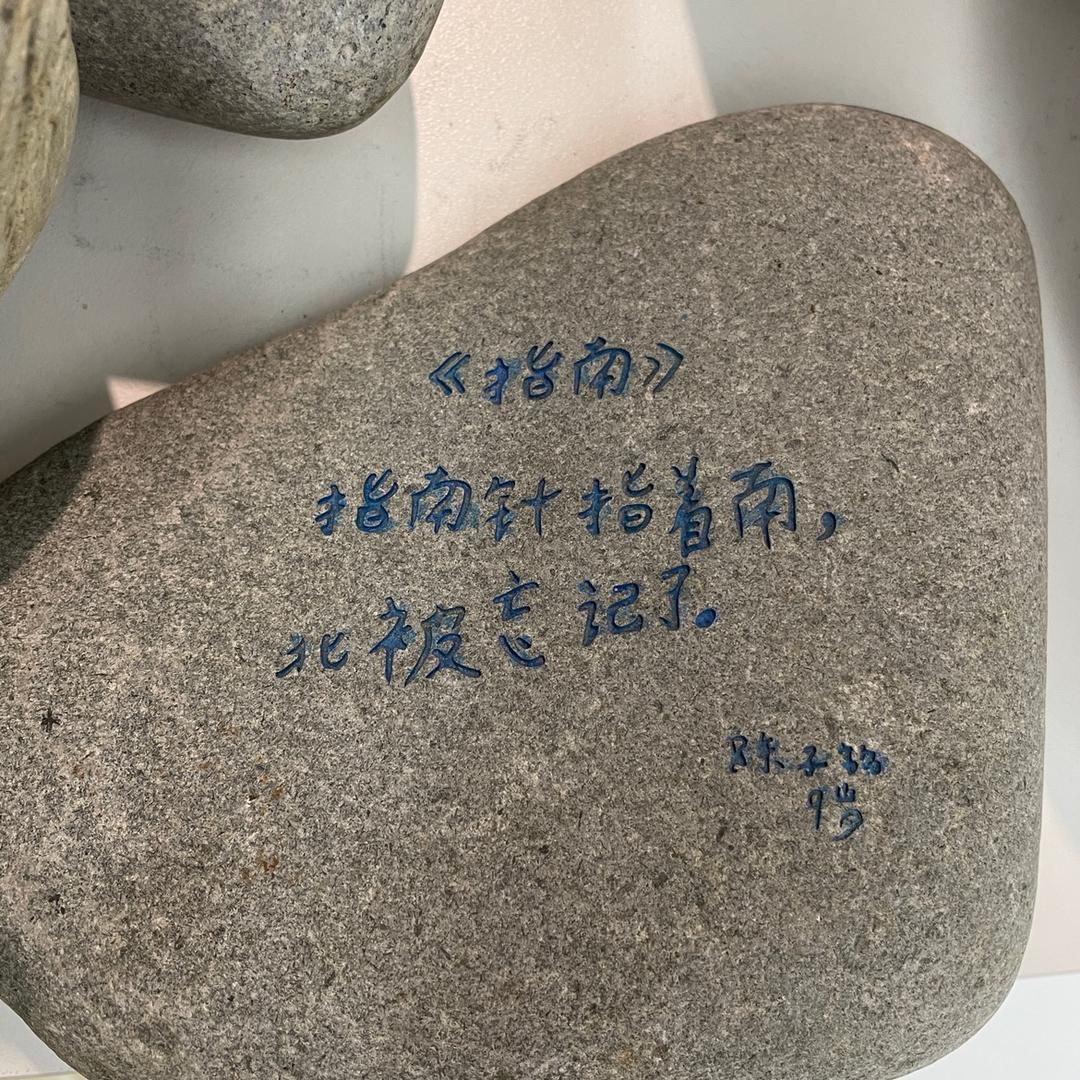 《指南》
指南针指着南，
北被忘记了。
陈子
9岁